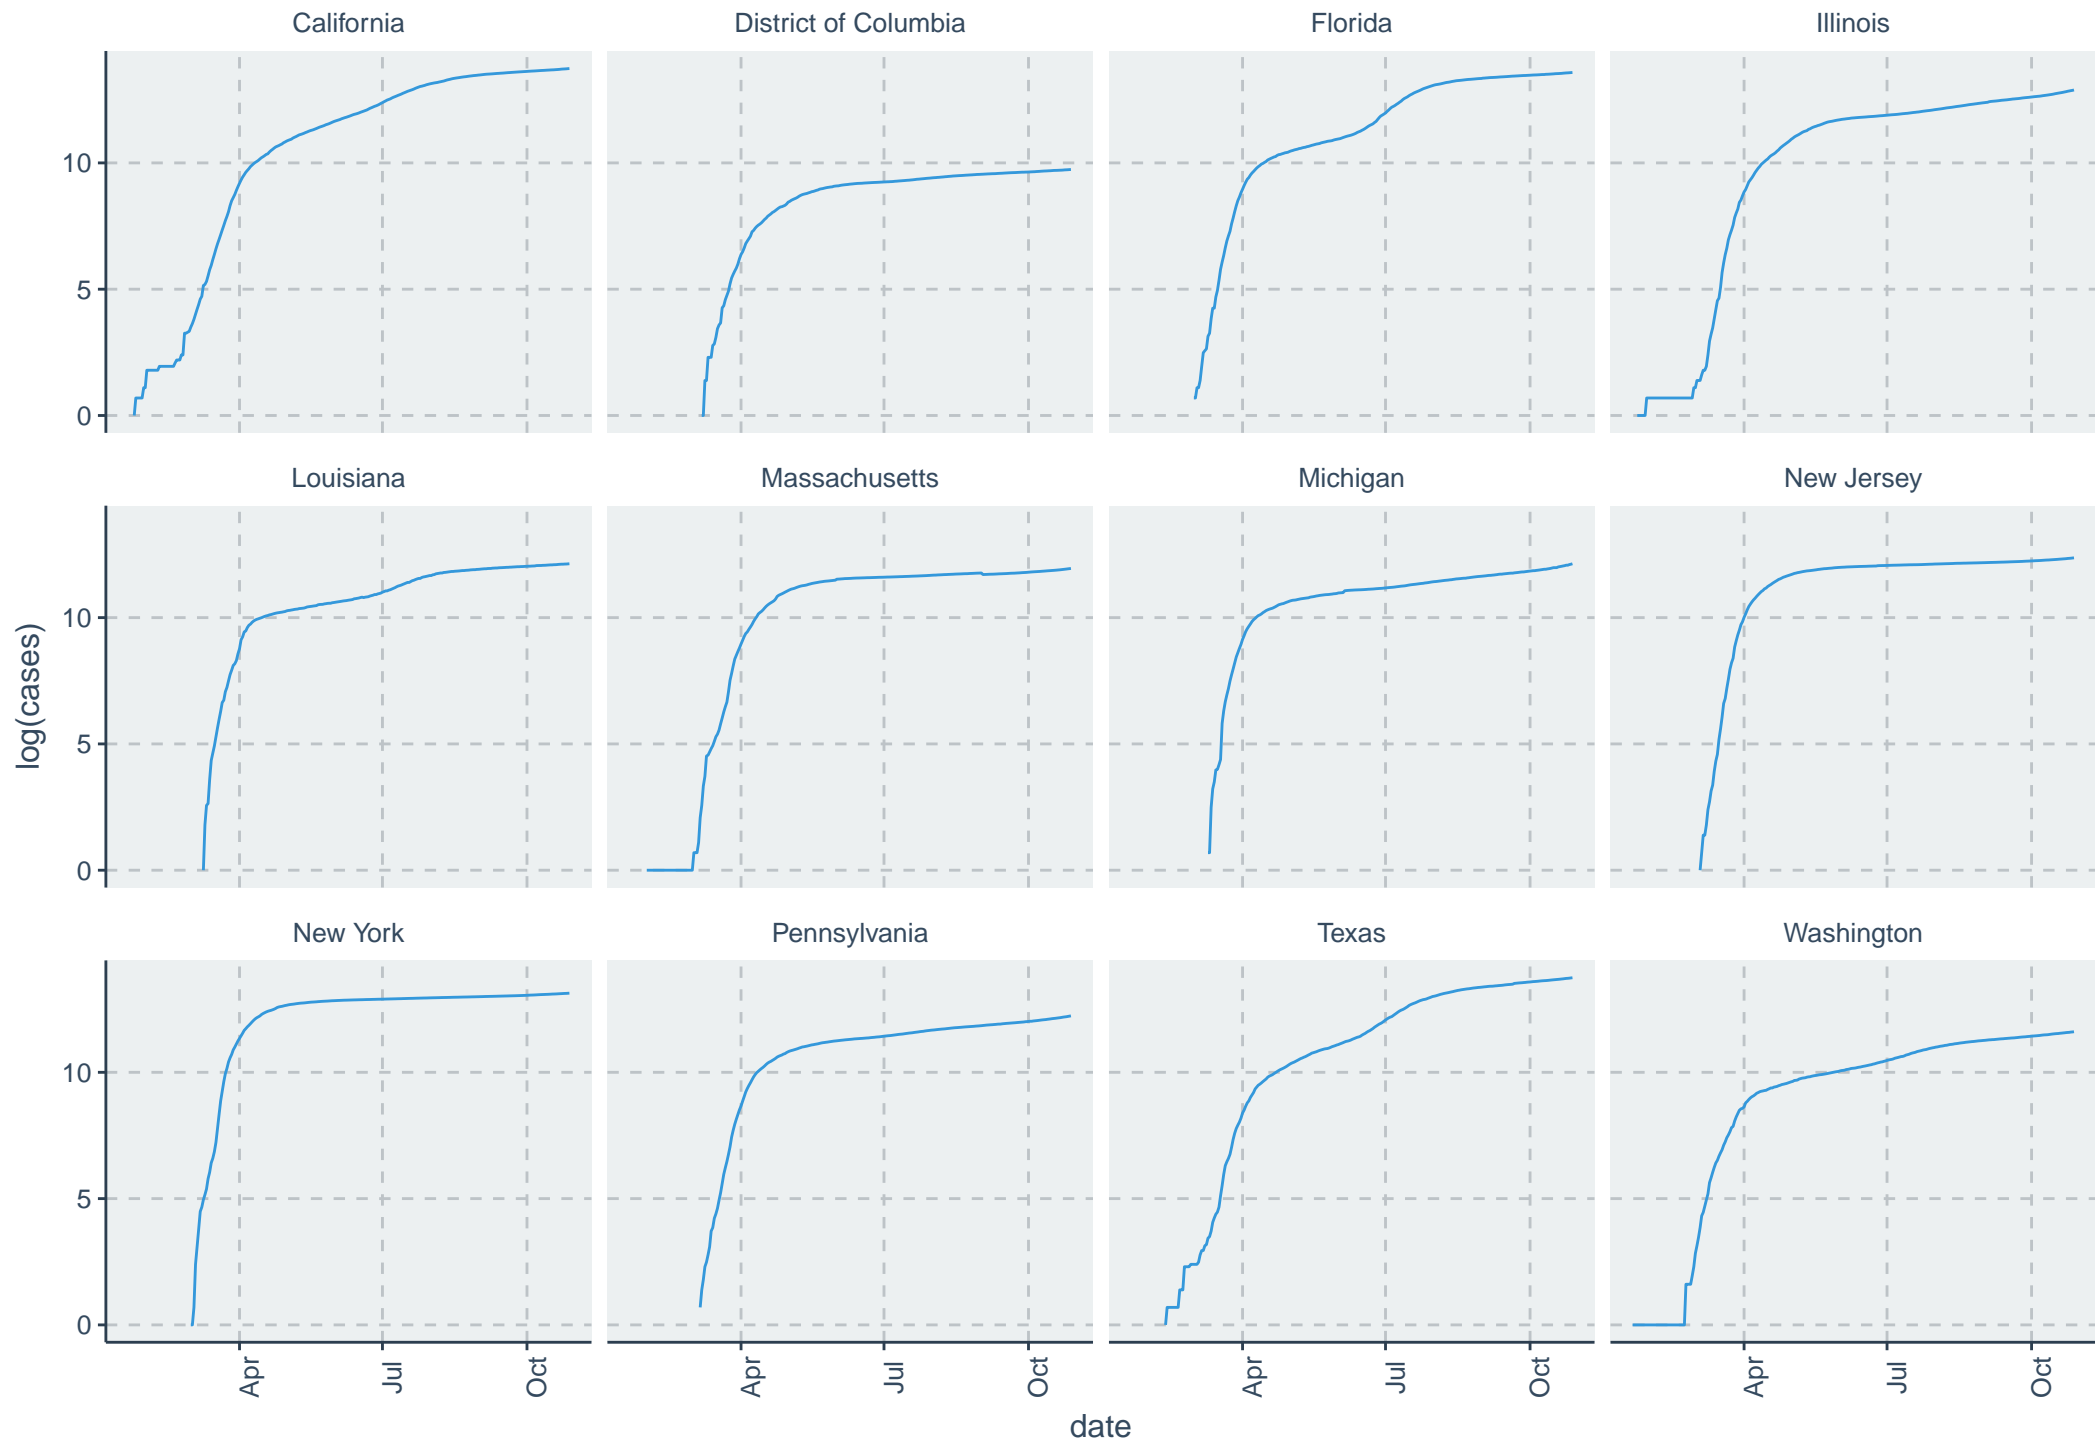 California District of Columbia Florida Illinois
10
5
0
Louisiana Massachusetts Michigan New Jersey
10
5
0
log(cases)
New York Pennsylvania Texas Washington
10
5
0
Apr Jul Oct Apr Jul Oct Apr Jul Oct Apr Jul Oct
date